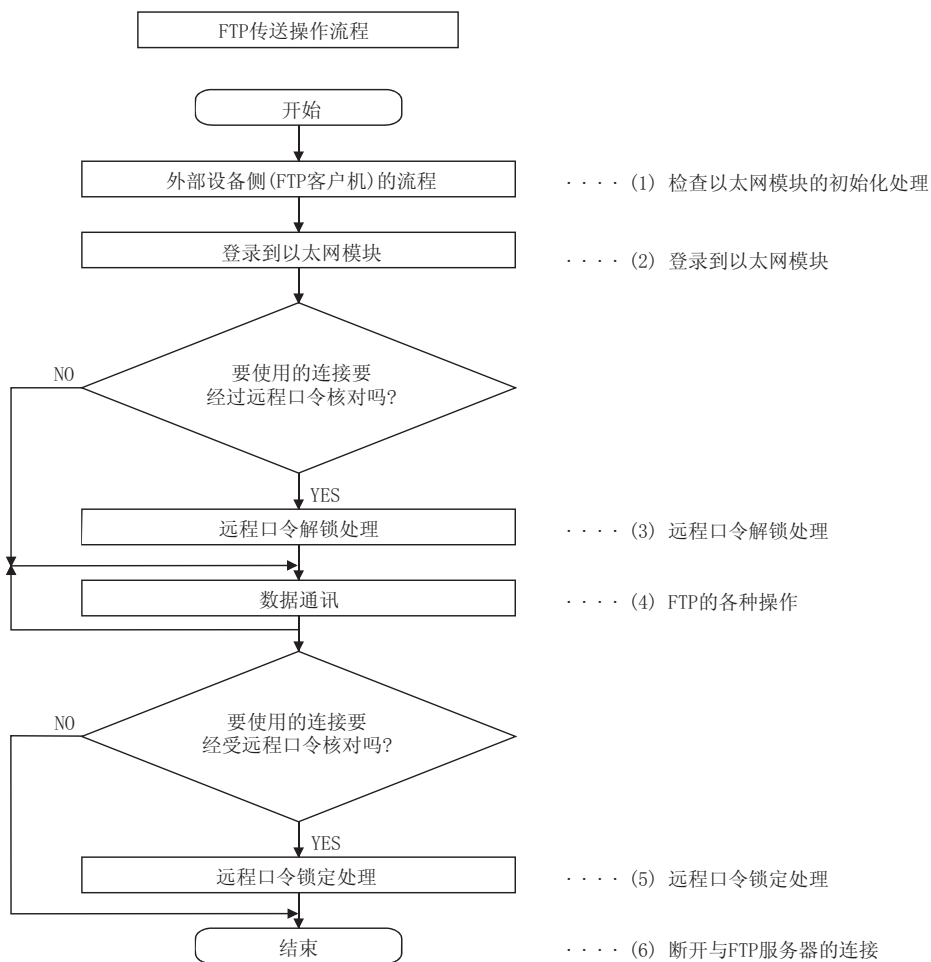 FTP传送操作流程
开始
外部设备侧(FTP客户机)的流程
····(1) 检查以太网模块的初始化处理
登录到以太网模块
····(2) 登录到以太网模块
NO
要使用的连接要
经过远程口令核对吗?
YES
远程口令解锁处理
····(3) 远程口令解锁处理
数据通讯
····(4) FTP的各种操作
NO
要使用的连接要
经受远程口令核对吗?
YES
远程口令锁定处理
····(5) 远程口令锁定处理
结束
····(6) 断开与FTP服务器的连接